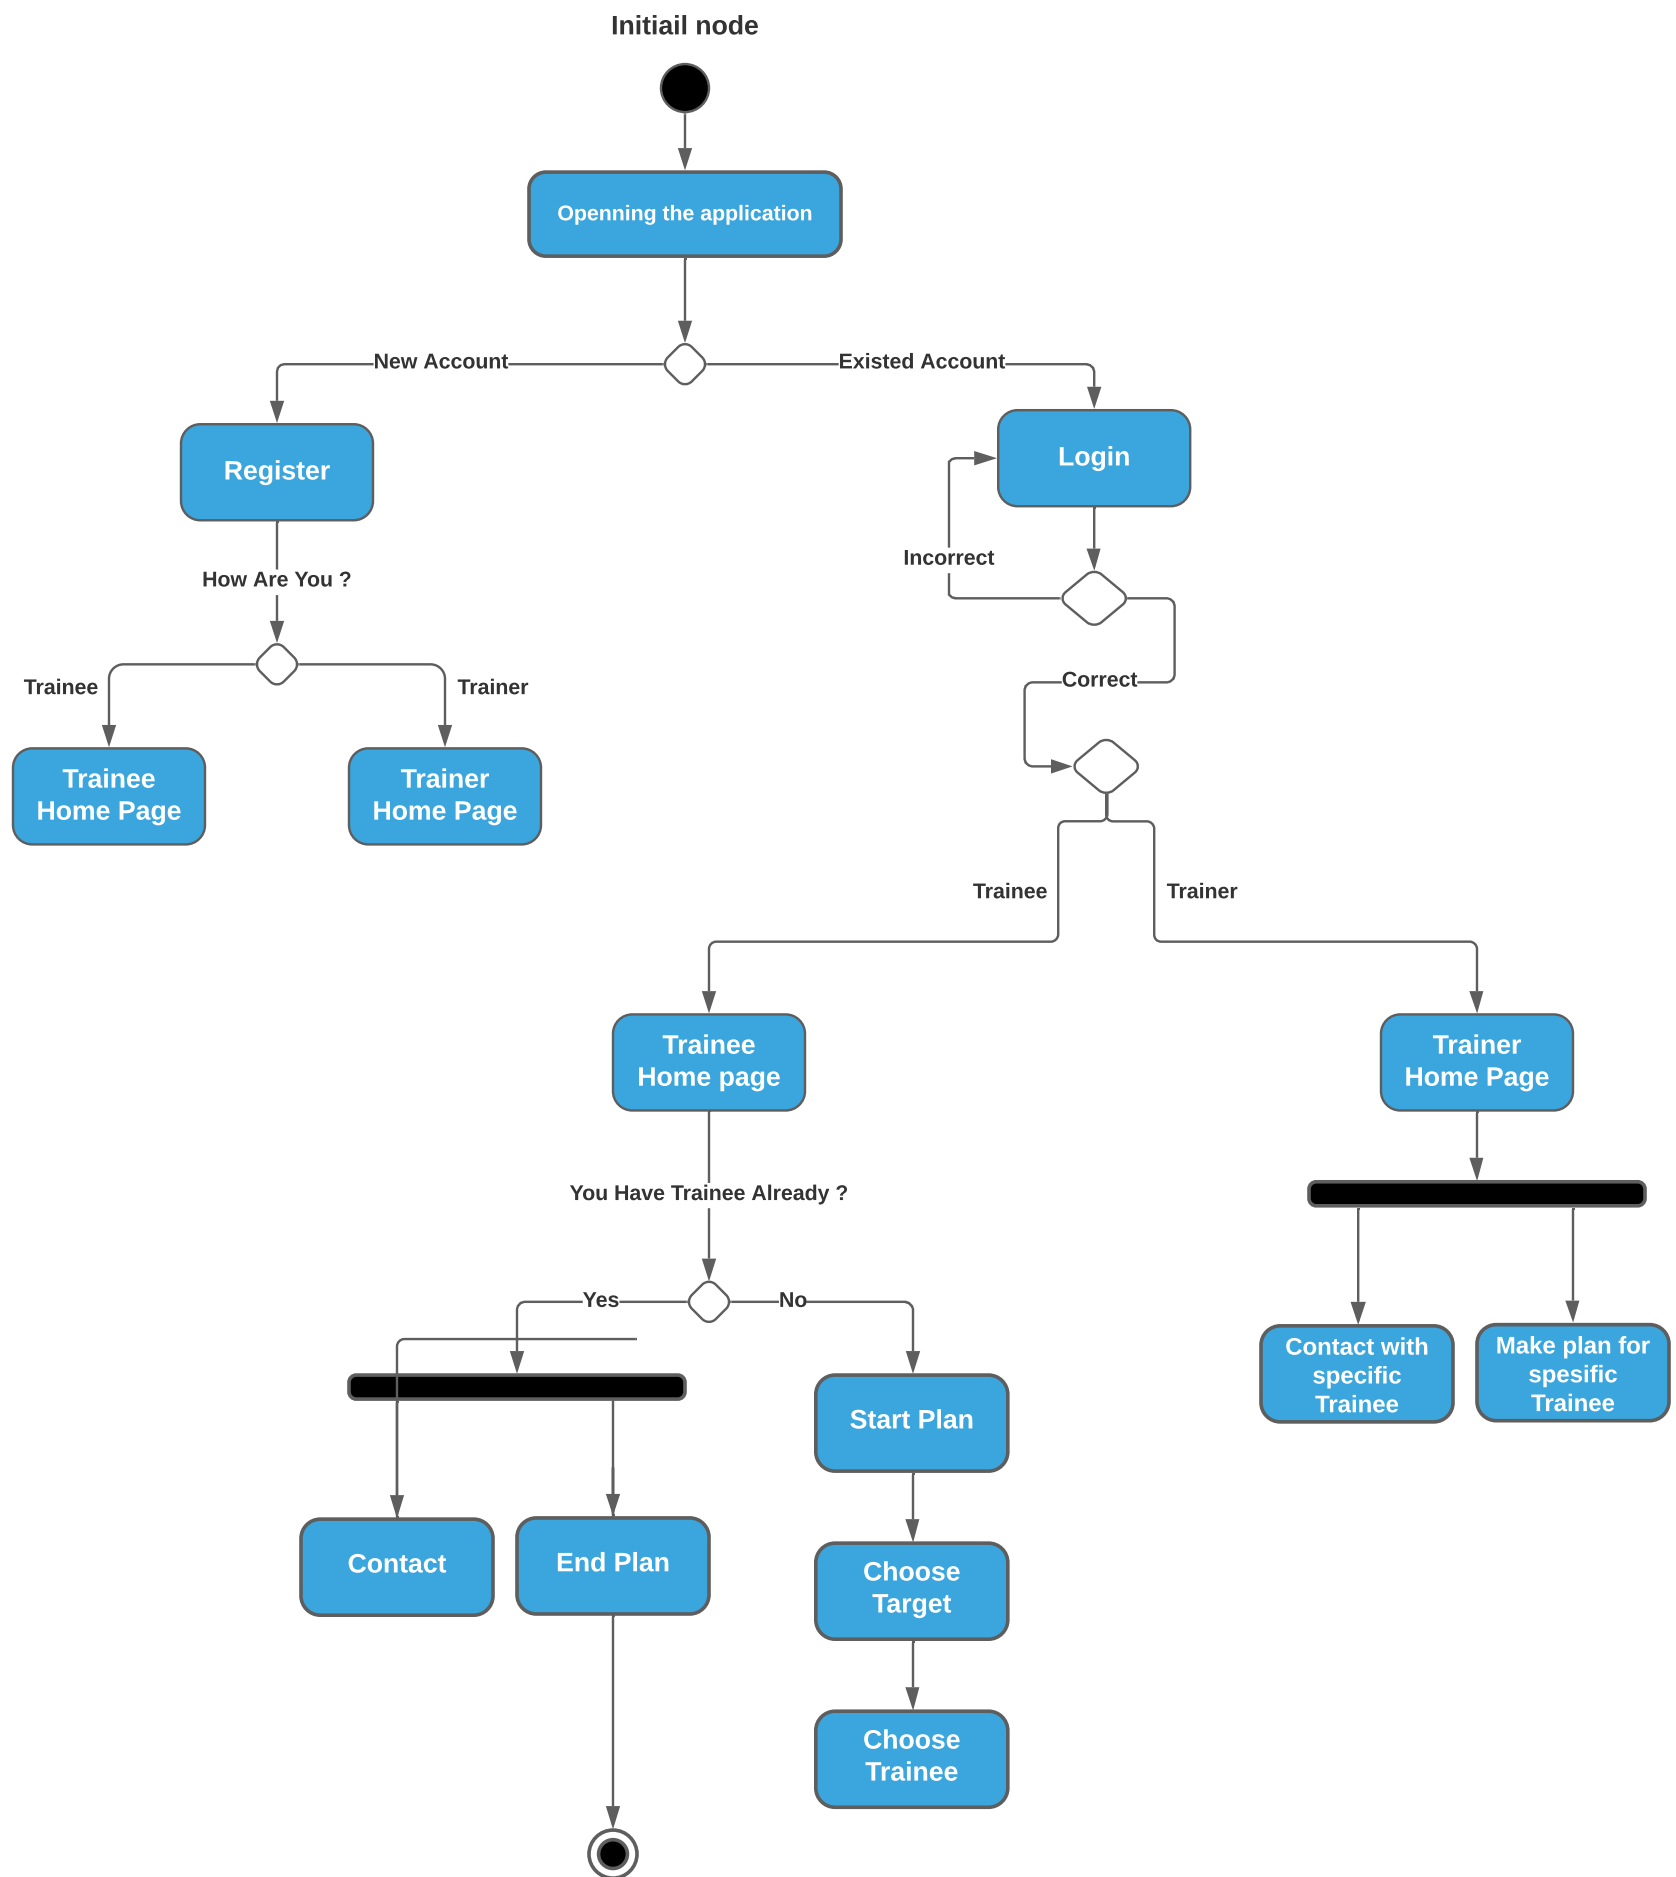 Initiail node
Openning the application
New Account
Existed Account
Register
Login
Incorrect
How Are You ?
Correct
Trainee
Trainer
Trainee
Home Page
Trainer
Home Page
Trainee
Trainer
Trainee
Home page
Trainer
Home Page
You Have Trainee Already ?
Yes
No
Contact with
specific
Trainee
Make plan for
spesific
Trainee
Start Plan
Contact
End Plan
Choose
Target
Choose
Trainee